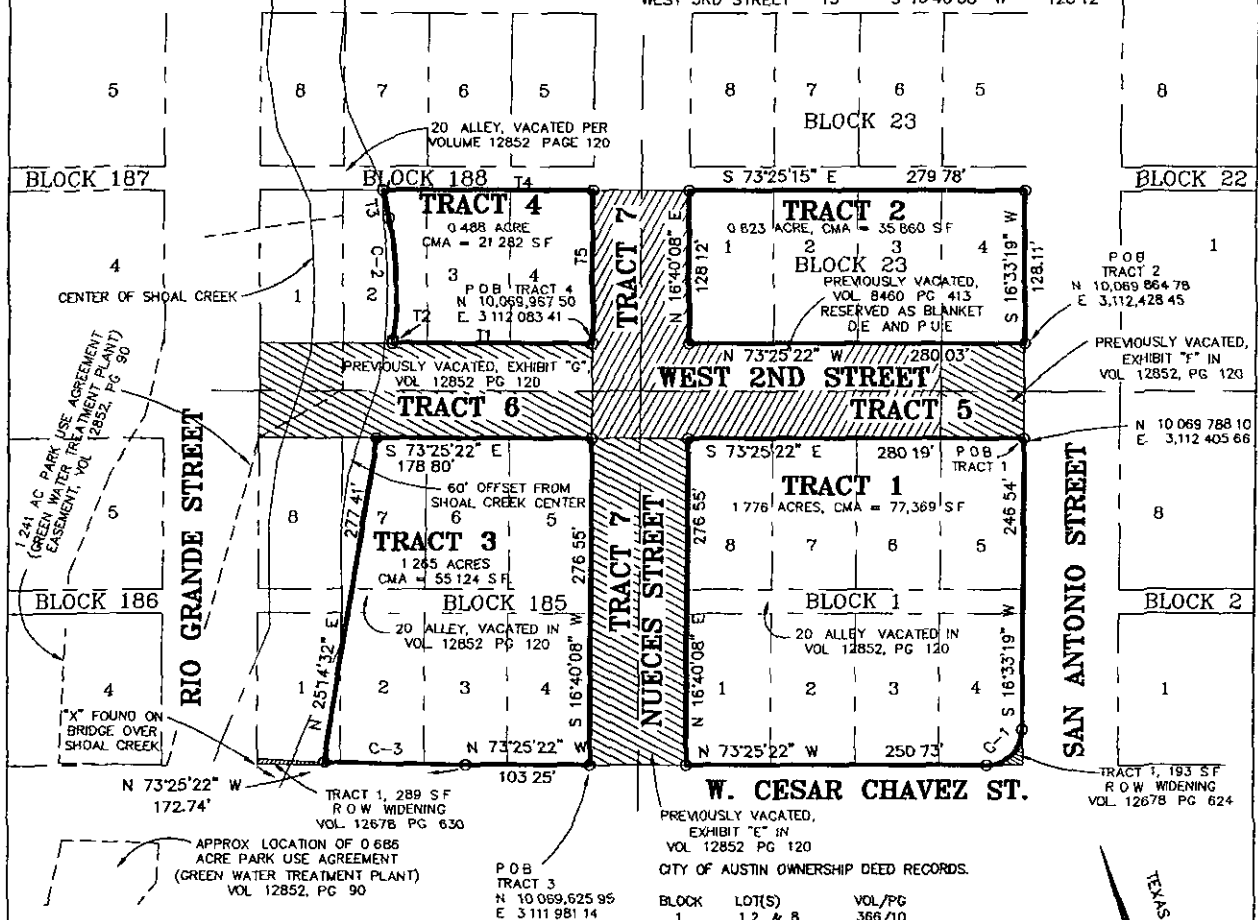 WEST 3RD STREET T5 S 16°40'08" W 128 12'
5 8 7 6 5 8 7 6 5 8
BLOCK 23
20 ALLEY, VACATED PER
VOLUME 12852 PAGE 120
BLOCK 187 BLOCK 188 T4 S 73°25'15" E 279 78' BLOCK 22
TRACT 4
0 488 ACRE
CMA = 21 282 S F
T3
C-2
T5
TRACT 7
N 16°40'08" E
128 12'
TRACT 2
0 823 ACRE, CMA = 35 860 S F
1 2 3 4
BLOCK 23
S 16°33'19" W
128.11'
1
4
1 2 3 4
CENTER OF SHOAL CREEK
P O B TRACT 4
N 10,069,967 50
E. 3 112 083 41
PREVIOUSLY VACATED,
VOL 8460 PG 413
RESERVED AS BLANKET
D.E AND P U E
P O B
TRACT 2
N 10,069 864 78
E 3,112,428 45
T2
T1
N 73°25'22" W 280 03'
PREVIOUSLY VACATED,
EXHIBIT "F" IN
VOL 12852, PG 120
PREVIOUSLY VACATED, EXHIBIT "G",
VOL 12852 PG 120
WEST 2ND STREET
TRACT 6
TRACT 5
1 241 AC PARK USE AGREEMENT
(GREEN WATER TREATMENT PLANT)
EASEMENT, VOL 12852, PG 90
N 10 069 788 10
E. 3,112 405 66
S 73°25'22" E
178 80'
S 73°25'22" E 280 19'
P O B
TRACT 1
60' OFFSET FROM
SHOAL CREEK CENTER
RIO GRANDE STREET
5
8 7 6 5
277 41'
TRACT 3
1 265 ACRES
CMA = 55 124 S F.
276 55'
TRACT 7
276 55'
TRACT 1
1 776 ACRES, CMA = 77,369 S F
8 7 6 5
246 54'
SAN ANTONIO STREET
8
BLOCK 186 BLOCK 185 BLOCK 1 BLOCK 2
20 ALLEY, VACATED IN
VOL 12852 PG 120
20 ALLEY VACATED IN
VOL 12852, PG 120
4
1 2 3 4
N 25°14'32" E
S 16°40'08" W
NUECES STREET
N 16°40'08" E
1 2 3 4
S 16°33'19" W
1
"X" FOUND ON
BRIDGE OVER
SHOAL CREEK
C-3 N 73°25'22" W
103 25'
N 73°25'22" W 250 73'
C-1
N 73°25'22" W
172.74'
TRACT 1, 289 S F
R O W WIDENING
VOL 12678 PG 630
W. CESAR CHAVEZ ST.
TRACT 1, 193 S F
ROW WIDENING
VOL 12678 PG 624
PREVIOUSLY VACATED,
EXHIBIT "E" IN
VOL 12852 PG 120
APPROX LOCATION OF 0 686
ACRE PARK USE AGREEMENT
(GREEN WATER TREATMENT PLANT)
VOL 12852, PG 90
P O B
TRACT 3
N 10 069,625 95
E 3 111 981 14
CITY OF AUSTIN OWNERSHIP DEED RECORDS.
BLOCK LOT(S) VOL/PG
1 1,2 & 8 366/10
TEXAS